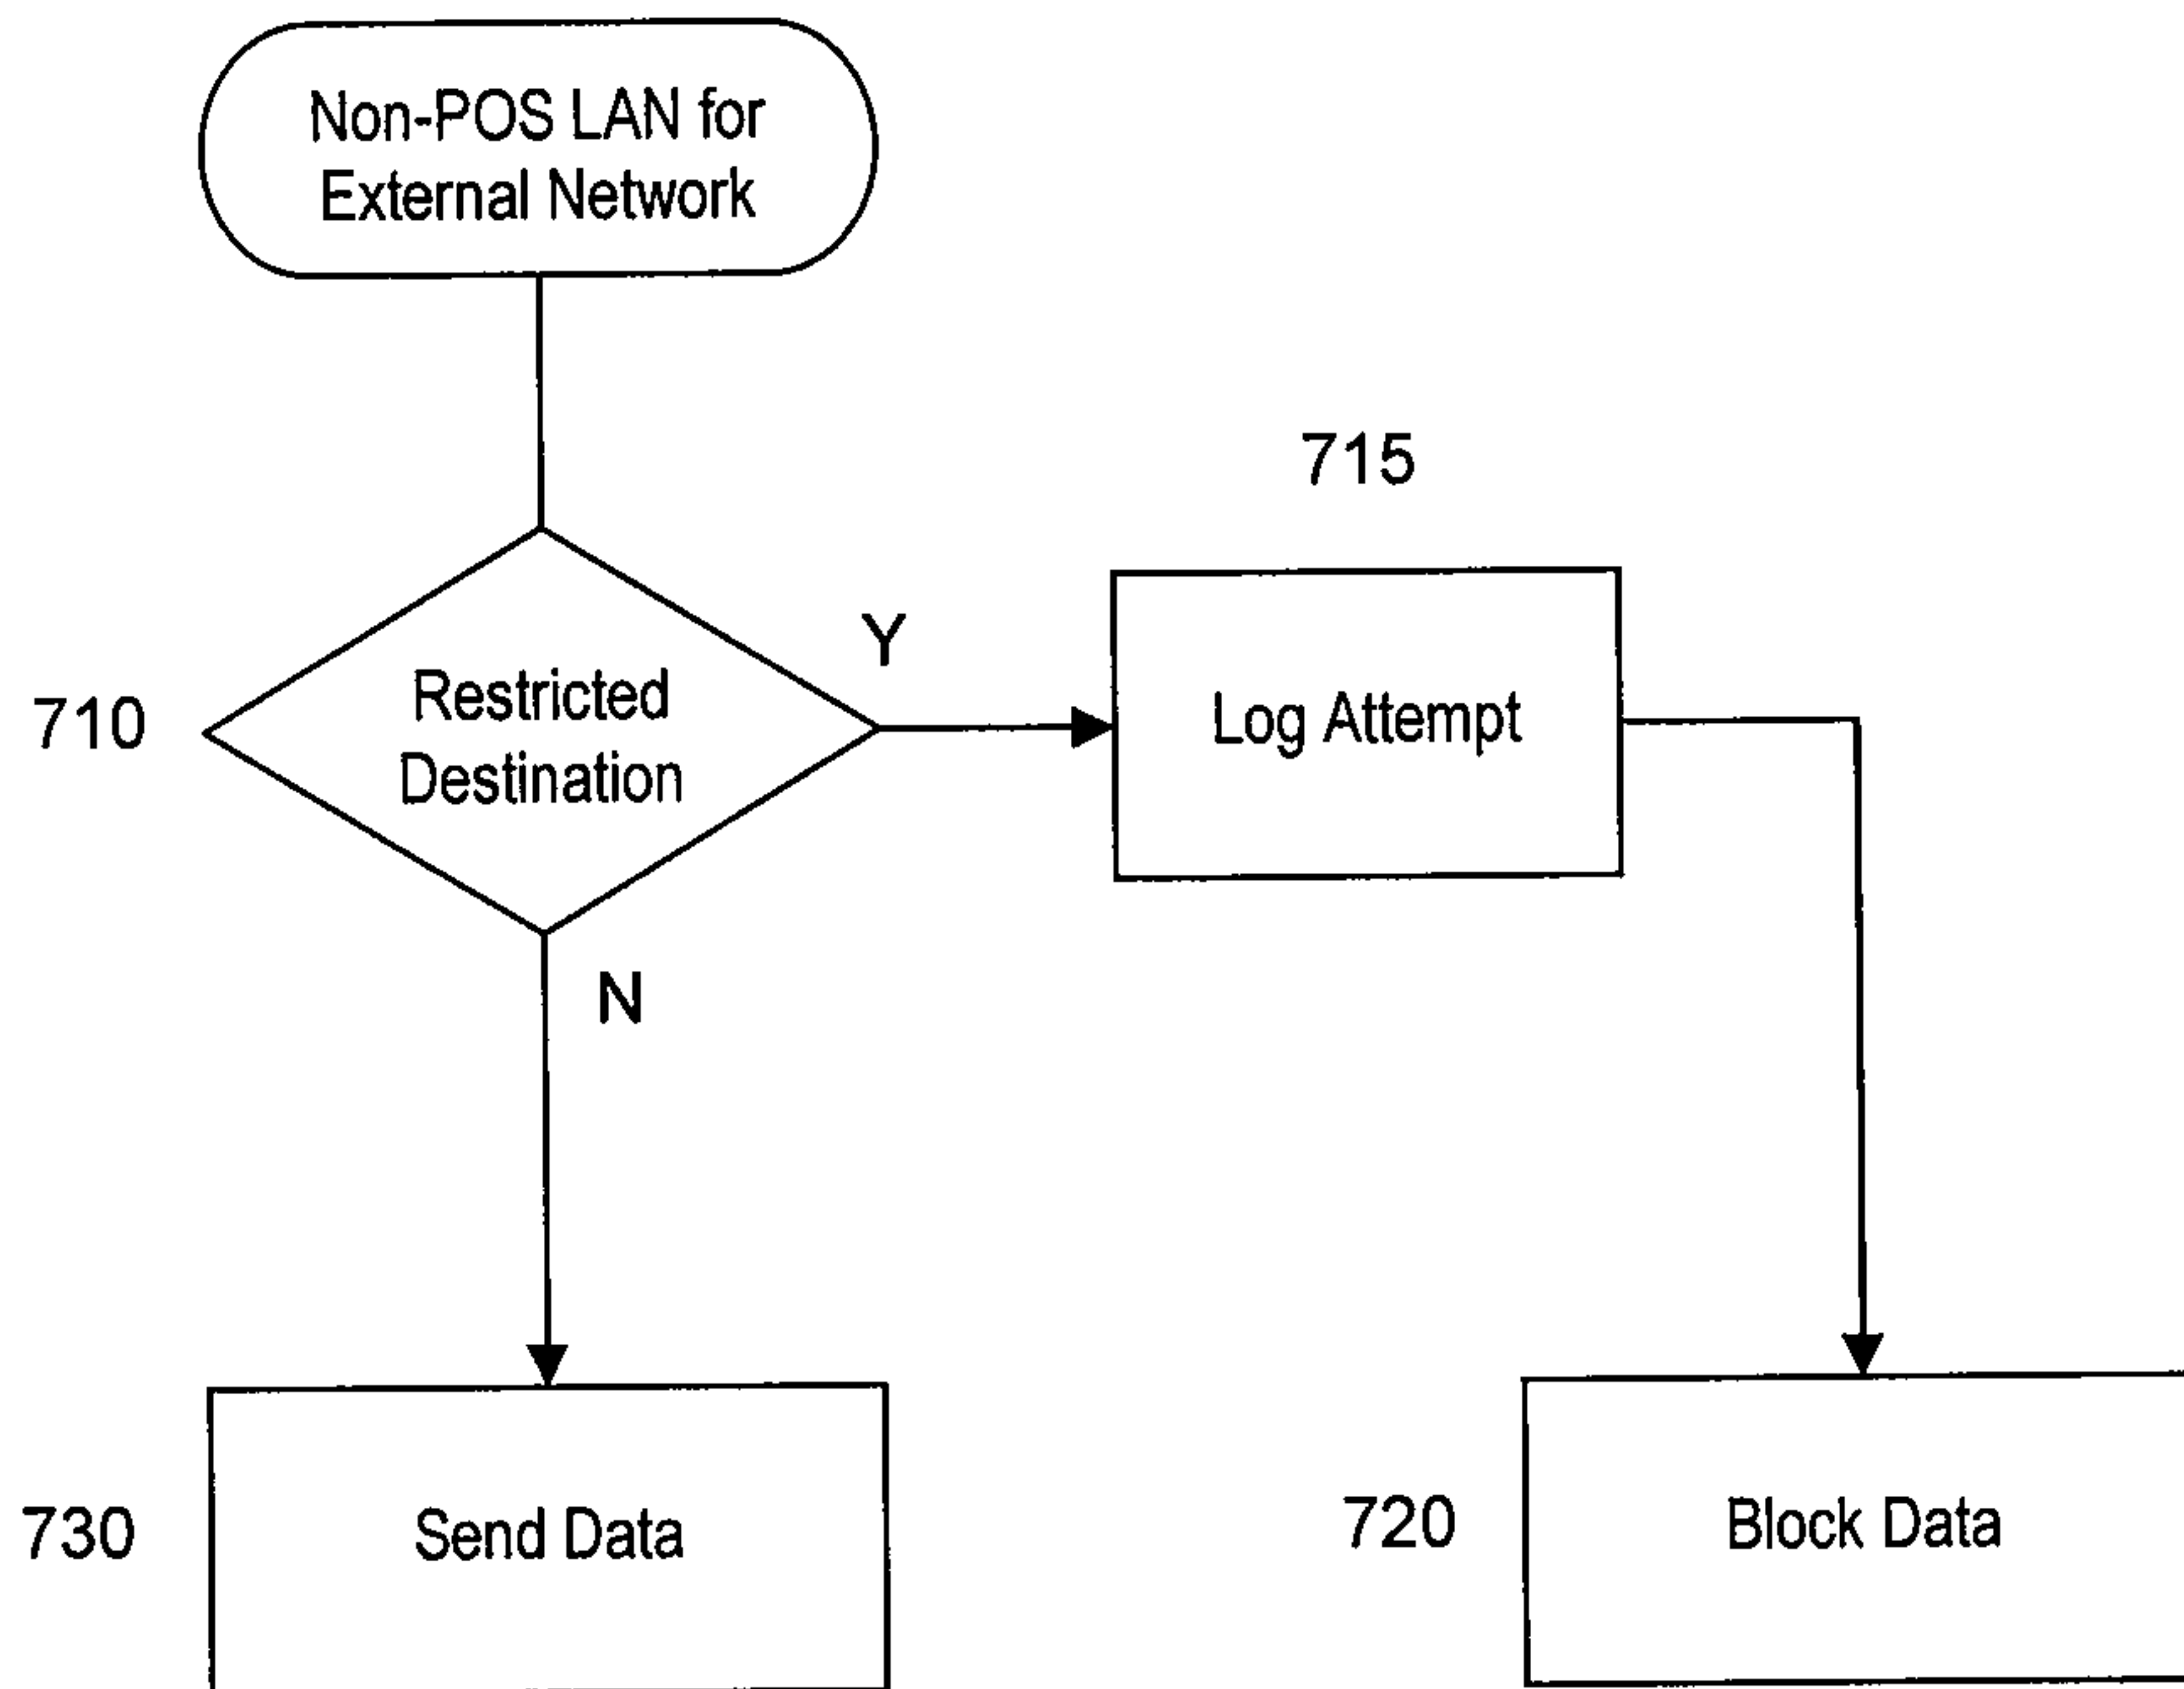 Non-POS LAN for
External Network
715
Y
710
Restricted
Destination
Log Attempt
N
730
Send Data
720
Block Data